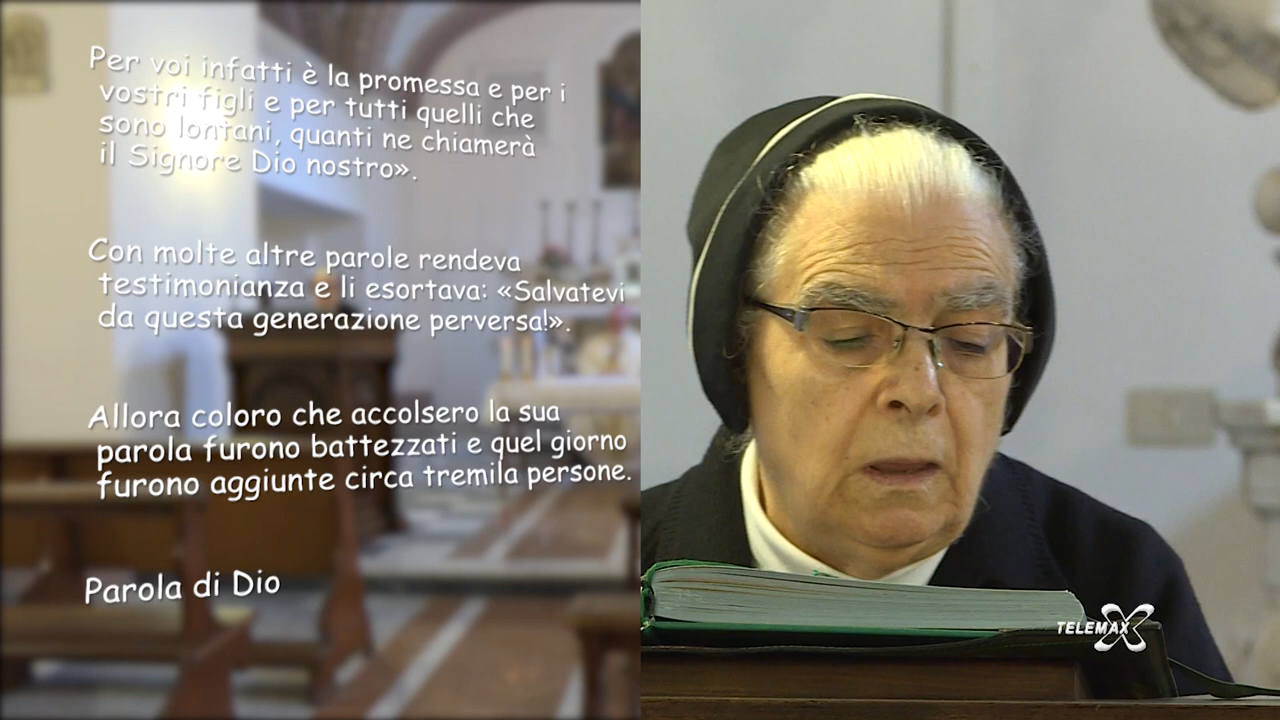 Per voi infatti è la promessa e per i
vostri figli e per tutti quelli che
sono lontani, quanti ne chiamerà
il Signore Dio nostro».
Con molte altre parole rendeva
testimonianza e li esortava: «Salvatevi
da questa generazione perversa!».
Allora coloro che accolsero la sua
parola furono battezzati e quel giorno
furono aggiunte circa tremila persone.
Parola di Dio
TELEMAX